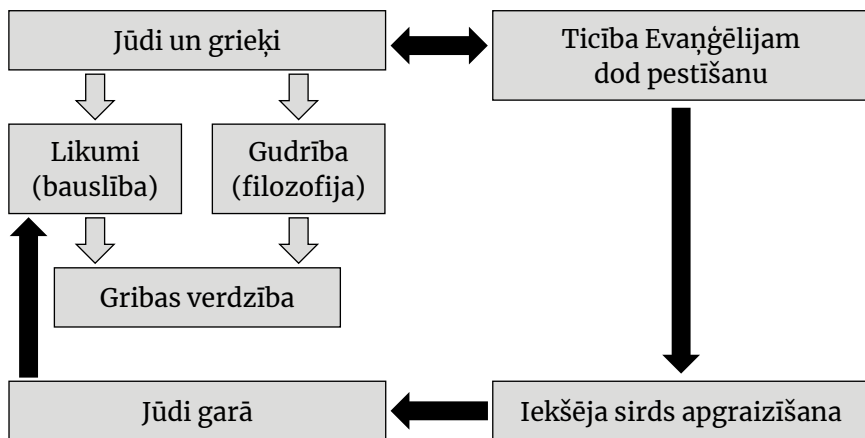 Jūdi un grieķi
Ticība Evaņģēlijam
dod pestīšanu
Likumi
(bauslība)
Gudrība
(filozofija)
Gribas verdzība
Jūdi garā
Iekšēja sirds apgraizīšana